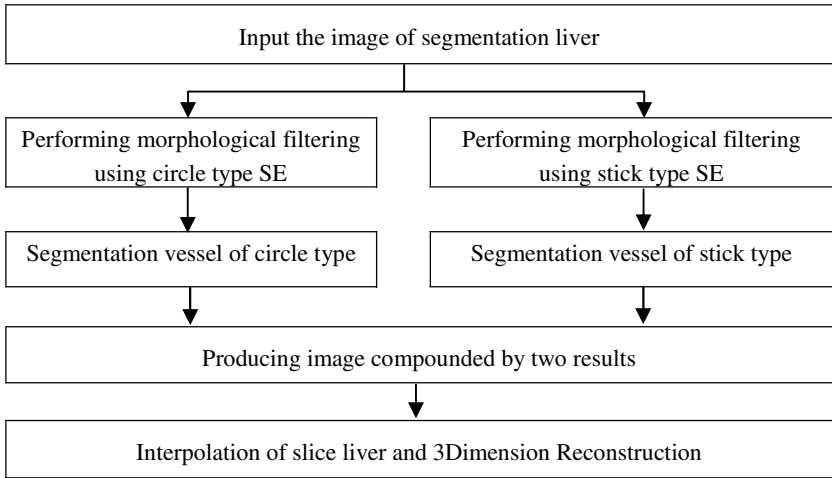 Input the image of segmentation liver
Performing morphological filtering
using circle type SE
Performing morphological filtering
using stick type SE
Segmentation vessel of circle type
Segmentation vessel of stick type
Producing image compounded by two results
Interpolation of slice liver and 3Dimension Reconstruction